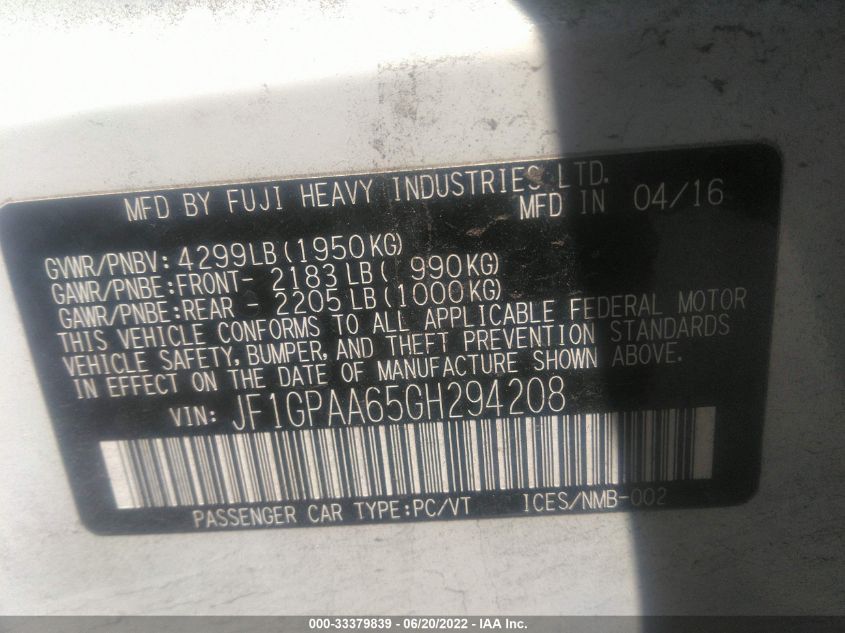 MFD BY FUJI HEAVY INDUSTRIES LTD.
MFD IN 04/16
GVWR/PNBV: 4299LB (1950KG)
GAWR/PNBE:FRONT- 2183 LB ( 990KG)
GAWR/PNBE:REAR - 2205 LB (1000KG)
THIS VEHICLE CONFORMS TO ALL APPLICABLE FEDERAL MOTOR
VEHICLE SAFETY, BUMPER, AND THEFT PREVENTION STANDARDS
IN EFFECT ON THE DATE OF MANUFACTURE SHOWN ABOVE.
VIN: JF1GPAA65GH294208
PASSENGER CAR TYPE:PC/VT ICES/NMB-002
000-33379839 - 06/20/2022 - IAA Inc.